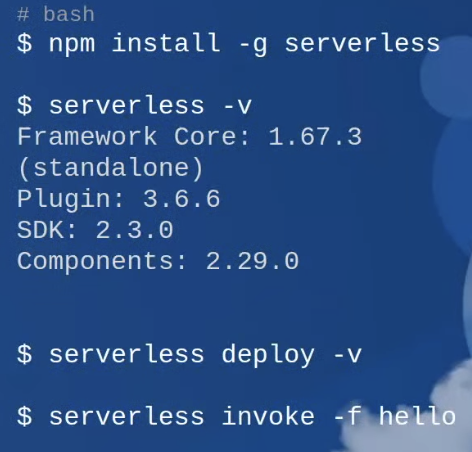 # bash
$ npm install -g serverless
$ serverless -v
Framework Core: 1.67.3
(standalone)
Plugin: 3.6.6
SDK: 2.3.0
Components: 2.29.0
$ serverless deploy -v
$ serverless invoke -f hello